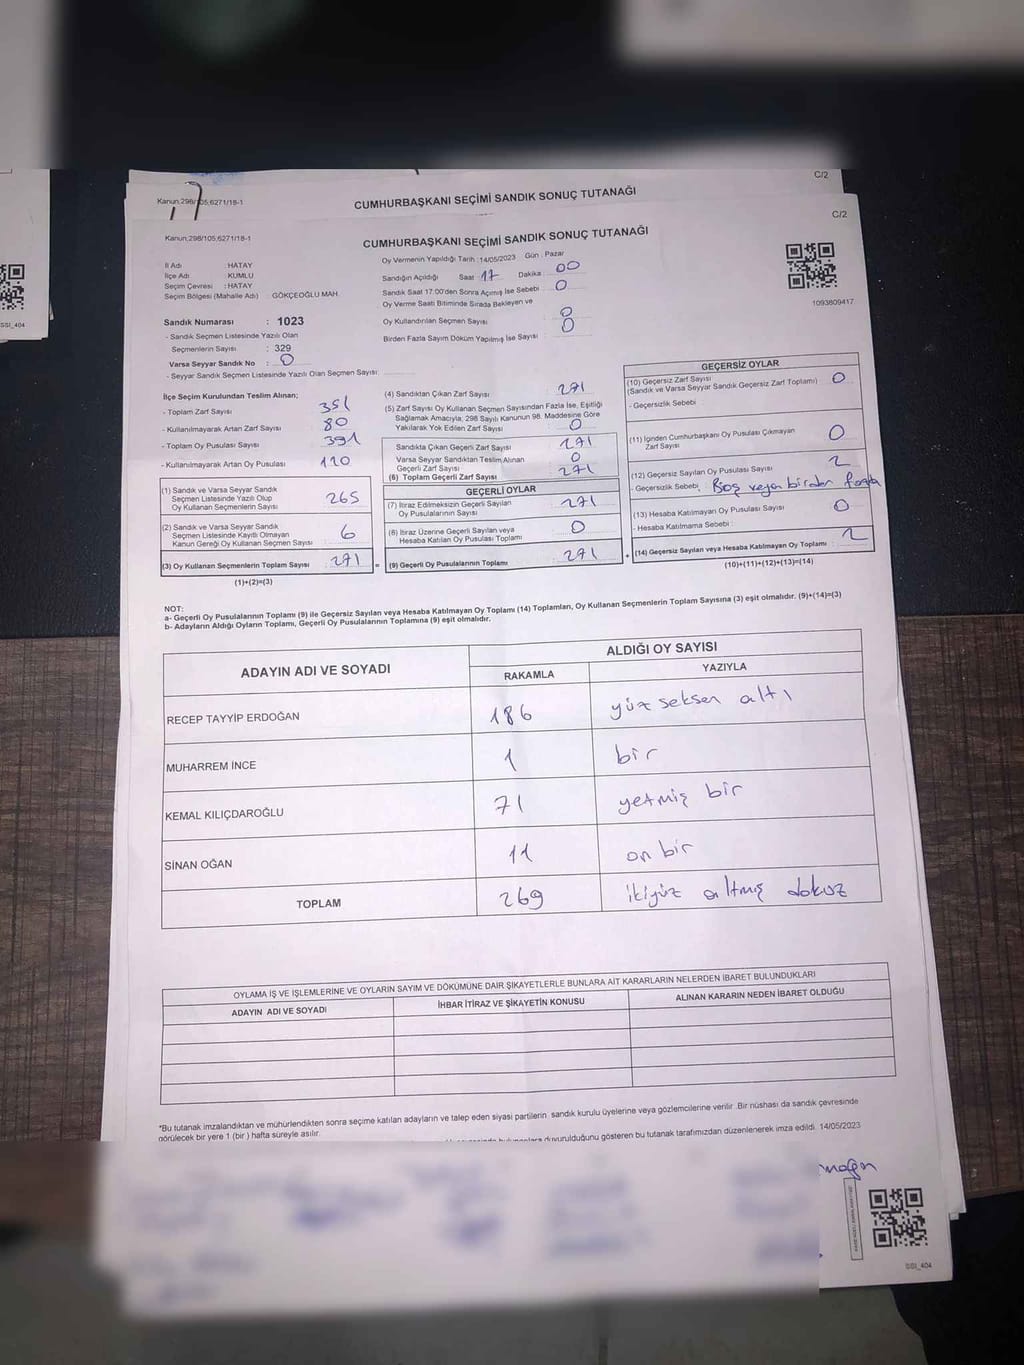 C/2
Kanun;298/105;6271/18-1
CUMHURBAŞKANI SEÇİMİ SANDIK SONUÇ TUTANAĞI
C/2
Kanun;298/105;6271/18-1
CUMHURBAŞKANI SEÇİMİ SANDIK SONUÇ TUTANAĞI
İl Adı : HATAY
İlçe Adı : KUMLU
Seçim Çevresi : HATAY
Seçim Bölgesi (Mahalle Adı) GÖKÇEOĞLU MAH.
Oy Vermenin Yapıldığı Tarih : 14/05/2023 Gün : Pazar
Sandığın Açıldığı Saat 17 Dakika : 00
Sandık Saat 17.00'den Sonra Açılmış İse Sebebi : 0
Oy Verme Saati Bitiminde Sırada Bekleyen ve
Oy Kullandırılan Seçmen Sayısı : 0
Birden Fazla Sayım Döküm Yapılmış İse Sayısı : 0
1093809417
SSI_404
Sandık Numarası : 1023
- Sandık Seçmen Listesinde Yazılı Olan
Seçmenlerin Sayısı : 329
Varsa Seyyar Sandık No : 0
- Seyyar Sandık Seçmen Listesinde Yazılı Olan Seçmen Sayısı:
İlçe Seçim Kurulundan Teslim Alınan;
- Toplam Zarf Sayısı : 351
- Kullanılmayarak Artan Zarf Sayısı : 80
- Toplam Oy Pusulası Sayısı : 391
- Kullanılmayarak Artan Oy Pusulası : 120
(1) Sandık ve Varsa Seyyar Sandık
Seçmen Listesinde Yazılı Olup
Oy Kullanan Seçmenlerin Sayısı : 265
(2) Sandık ve Varsa Seyyar Sandık
Seçmen Listesinde Kayıtlı Olmayan
Kanun Gereği Oy Kullanan Seçmen Sayısı : 6
(3) Oy Kullanan Seçmenlerin Toplam Sayısı : 271
(1)+(2)=(3)
(4) Sandıktan Çıkan Zarf Sayısı : 271
(5) Zarf Sayısı Oy Kullanan Seçmen Sayısından Fazla İse, Eşitliği
Sağlamak Amacıyla; 298 Sayılı Kanunun 98. Maddesine Göre
Yakılarak Yok Edilen Zarf Sayısı : 0
Sandıkta Çıkan Geçerli Zarf Sayısı : 271
Varsa Seyyar Sandıktan Teslim Alınan
Geçerli Zarf Sayısı : 0
(6) Toplam Geçerli Zarf Sayısı : 271
GEÇERLİ OYLAR
(7) İtiraz Edilmeksizin Geçerli Sayılan
Oy Pusulalarının Sayısı : 271
(8) İtiraz Üzerine Geçerli Sayılan veya
Hesaba Katılan Oy Pusulası Toplamı : 0
= (9) Geçerli Oy Pusulalarının Toplamı : 271
GEÇERSİZ OYLAR
(10) Geçersiz Zarf Sayısı
(Sandık ve Varsa Seyyar Sandık Geçersiz Zarf Toplamı) : 0
- Geçersizlik Sebebi
(11) İçinden Cumhurbaşkanı Oy Pusulası Çıkmayan
Zarf Sayısı : 0
(12) Geçersiz Sayılan Oy Pusulası Sayısı : 2
- Geçersizlik Sebebi : Boş veya birden fazla
(13) Hesaba Katılmayan Oy Pusulası Sayısı : 0
- Hesaba Katılmama Sebebi :
+ (14) Geçersiz Sayılan veya Hesaba Katılmayan Oy Toplamı : 2
(10)+(11)+(12)+(13)=(14)
NOT:
a- Geçerli Oy Pusulalarının Toplamı (9) ile Geçersiz Sayılan veya Hesaba Katılmayan Oy Toplamı (14) Toplamları, Oy Kullanan Seçmenlerin Toplam Sayısına (3) eşit olmalıdır. (9)+(14)=(3)
b- Adayların Aldığı Oyların Toplamı, Geçerli Oy Pusulalarının Toplamına (9) eşit olmalıdır.
ADAYIN ADI VE SOYADI
ALDIĞI OY SAYISI
RAKAMLA YAZIYLA
RECEP TAYYİP ERDOĞAN 186 yüz seksen altı
MUHARREM İNCE 1 bir
KEMAL KILIÇDAROĞLU 71 yetmiş bir
SİNAN OĞAN 11 on bir
TOPLAM 269 ikiyüz altmış dokuz
OYLAMA İŞ VE İŞLEMLERİNE VE OYLARIN SAYIM VE DÖKÜMÜNE DAİR ŞİKAYETLERLE BUNLARA AİT KARARLARIN NELERDEN İBARET BULUNDUKLARI
ADAYIN ADI VE SOYADI İHBAR İTİRAZ VE ŞİKAYETİN KONUSU ALINAN KARARIN NEDEN İBARET OLDUĞU
*Bu tutanak imzalandıktan ve mühürlendikten sonra seçime katılan adayların ve talep eden siyasi partilerin sandık kurulu üyelerine veya gözlemcilerine verilir. Bir nüshası da sandık çevresinde
görülecek bir yere 1 (bir) hafta süreyle asılır.
duyurulduğunu gösteren bu tutanak tarafımızdan düzenlenerek imza edildi. 14/05/2023
SSI_404